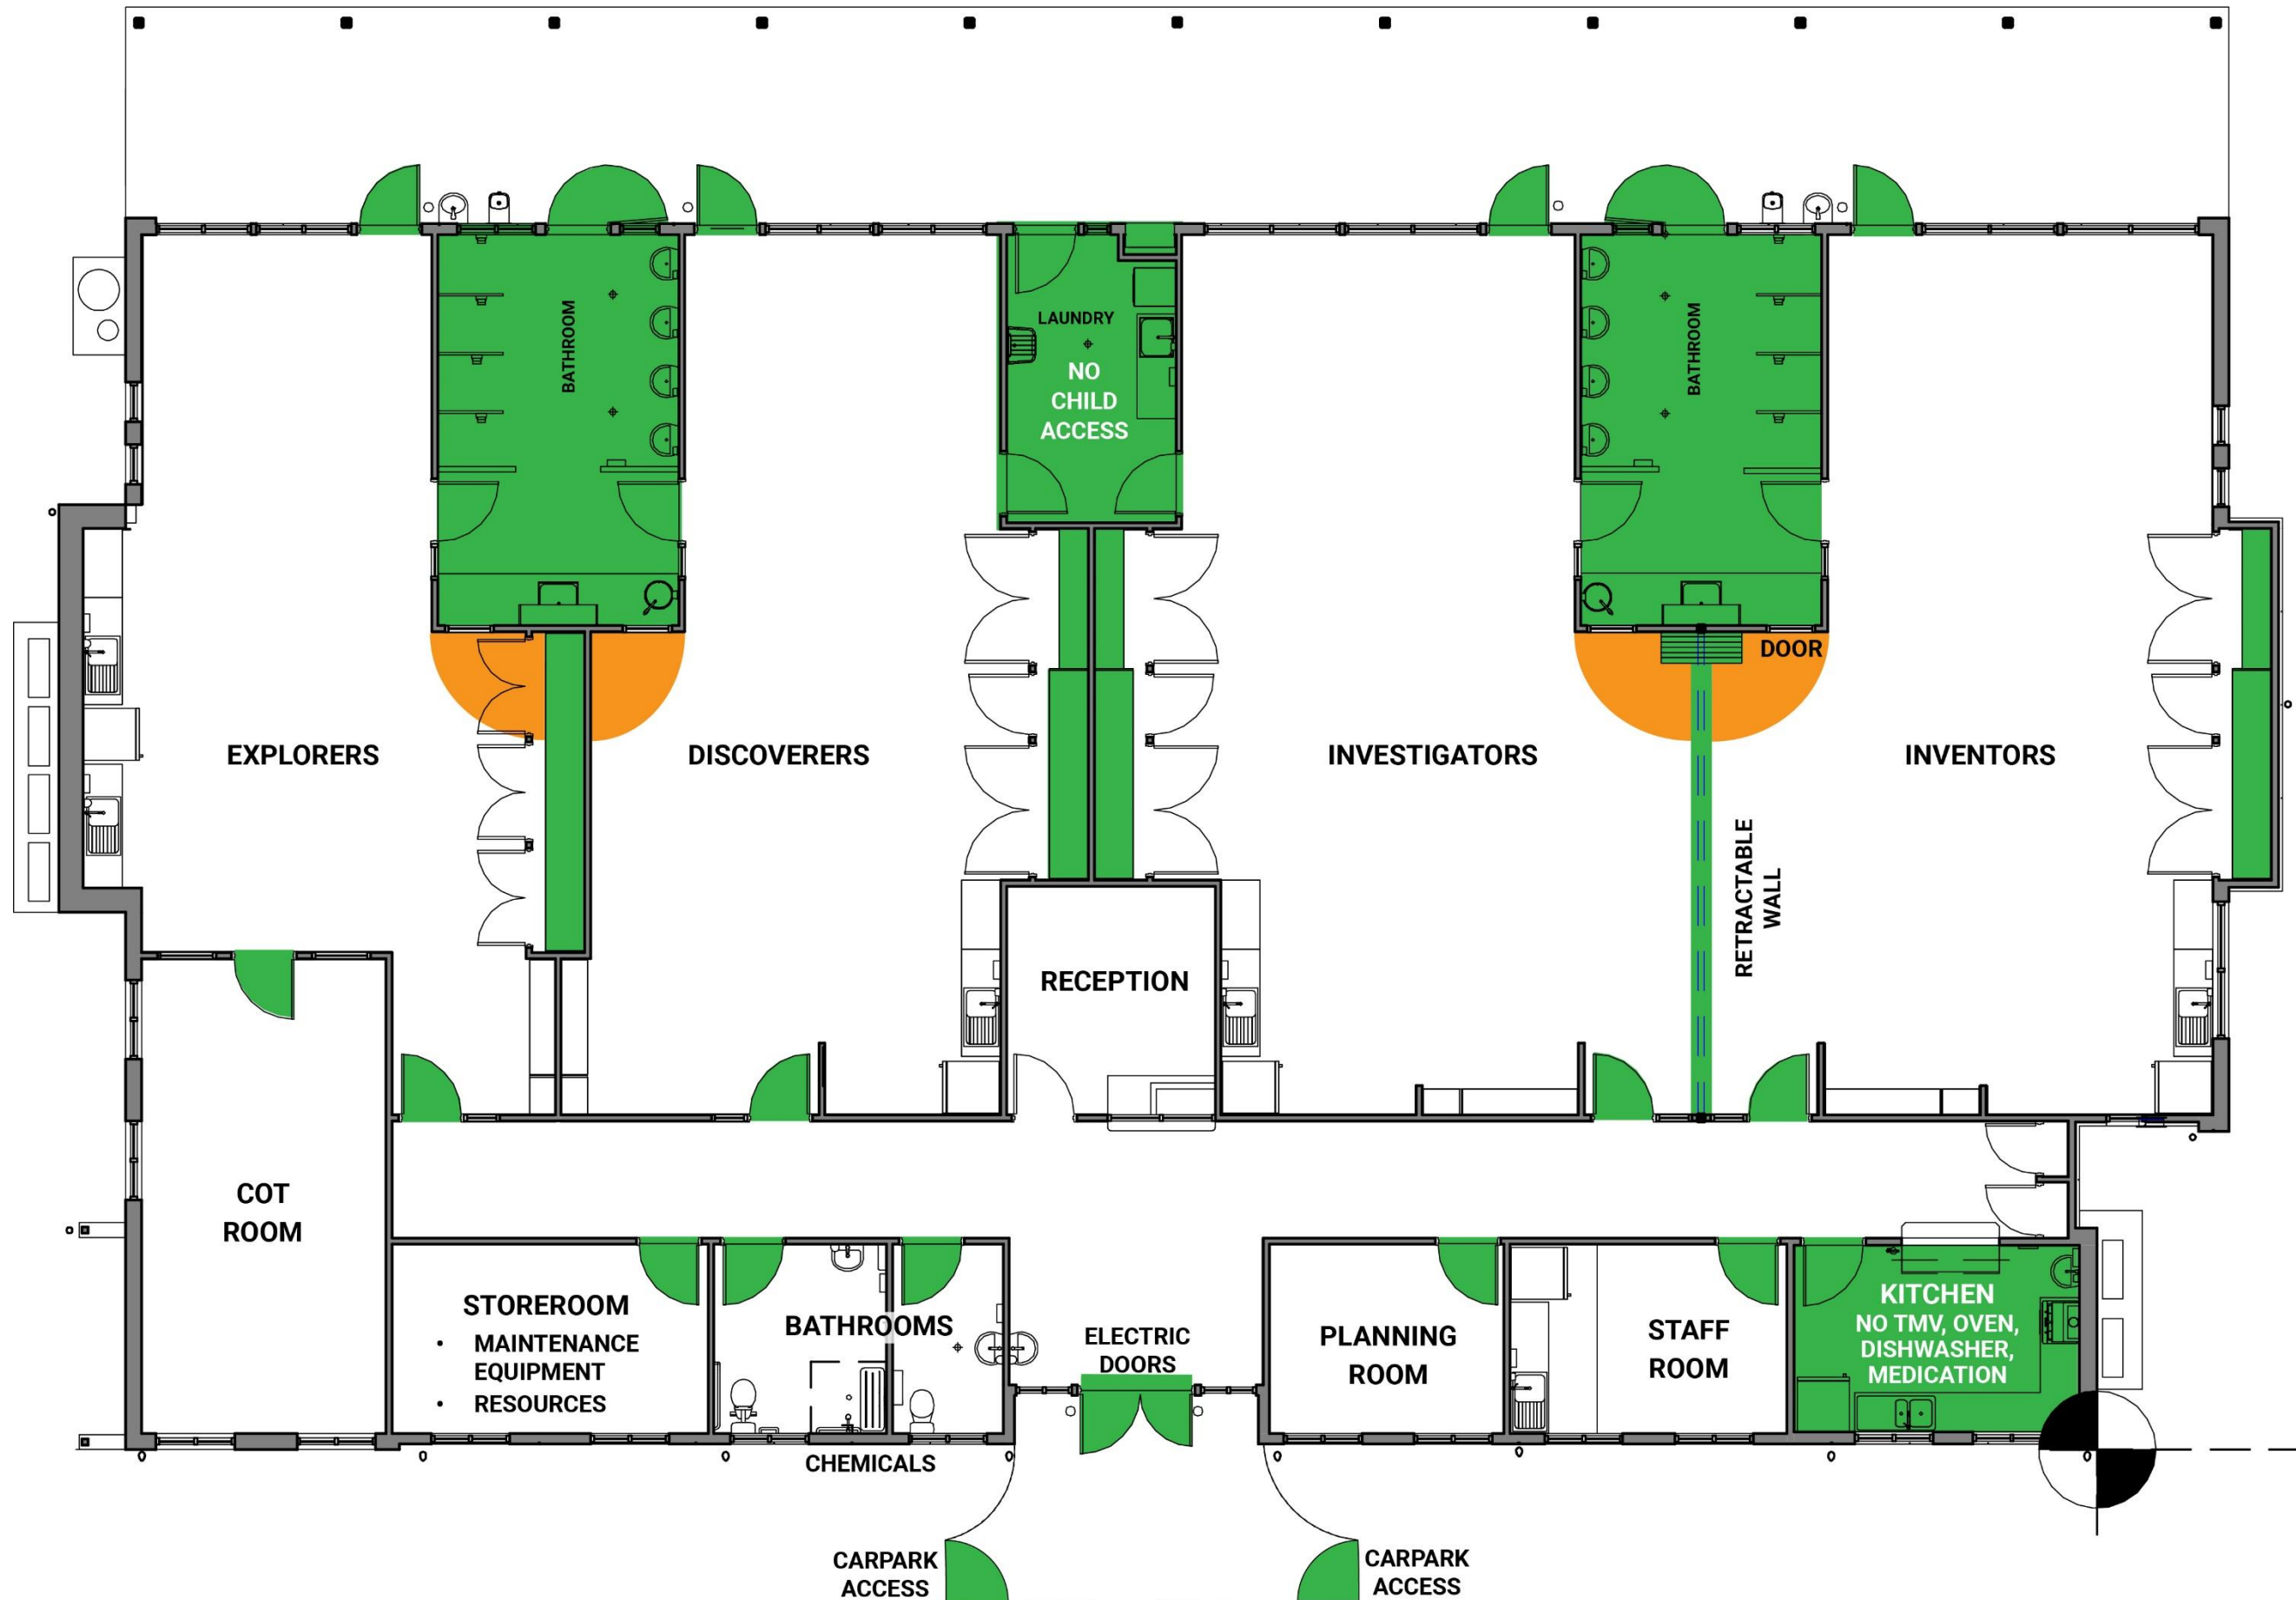 BATHROOM
LAUNDRY
NO
CHILD
ACCESS
BATHROOM
DOOR
EXPLORERS
DISCOVERERS
INVESTIGATORS
INVENTORS
RETRACTABLE
WALL
RECEPTION
COT
ROOM
STOREROOM
• MAINTENANCE
EQUIPMENT
• RESOURCES
BATHROOMS
CHEMICALS
ELECTRIC
DOORS
PLANNING
ROOM
STAFF
ROOM
KITCHEN
NO TMV, OVEN,
DISHWASHER,
MEDICATION
CARPARK
ACCESS
CARPARK
ACCESS